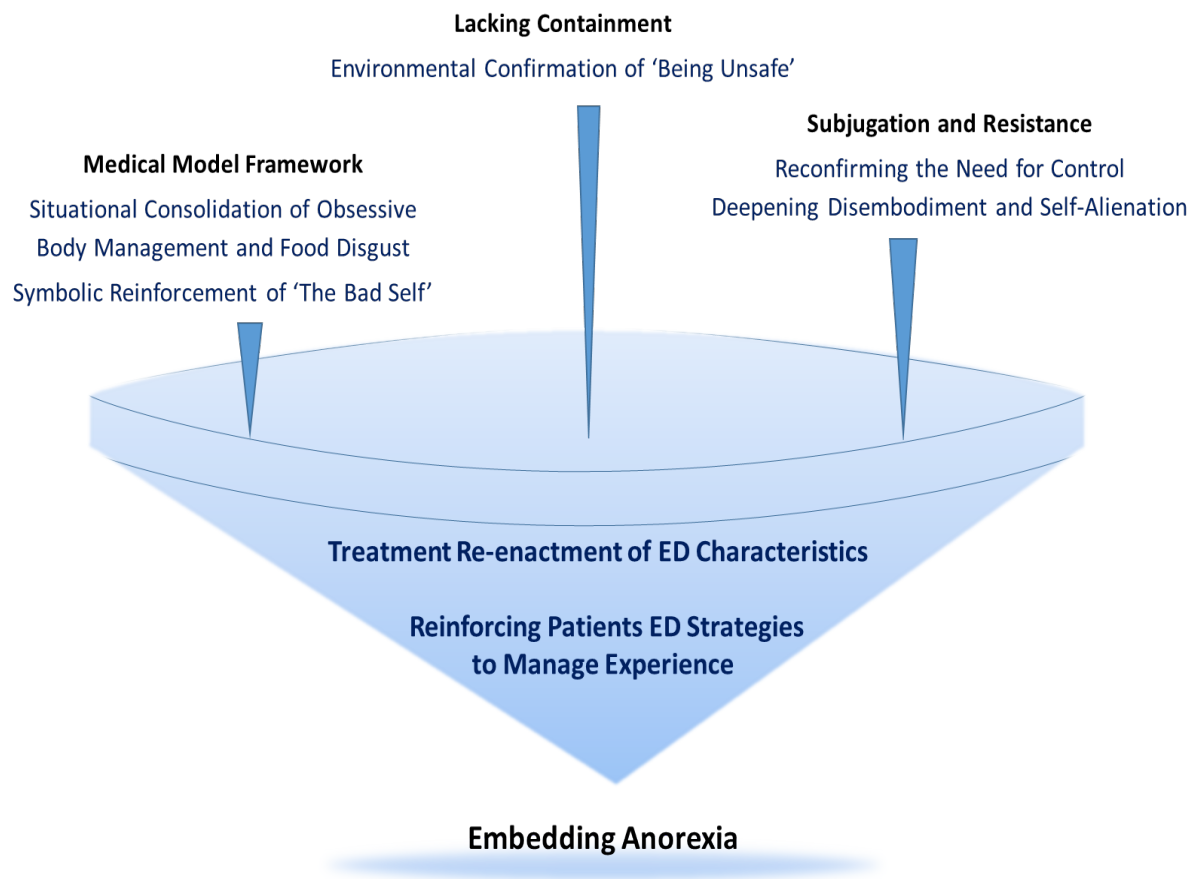 Lacking Containment
Environmental Confirmation of ‘Being Unsafe’
Subjugation and Resistance
Reconfirming the Need for Control
Deepening Disembodiment and Self-Alienation
Medical Model Framework
Situational Consolidation of Obsessive
Body Management and Food Disgust
Symbolic Reinforcement of ‘The Bad Self’
Treatment Re-enactment of ED Characteristics
Reinforcing Patients ED Strategies
to Manage Experience
Embedding Anorexia